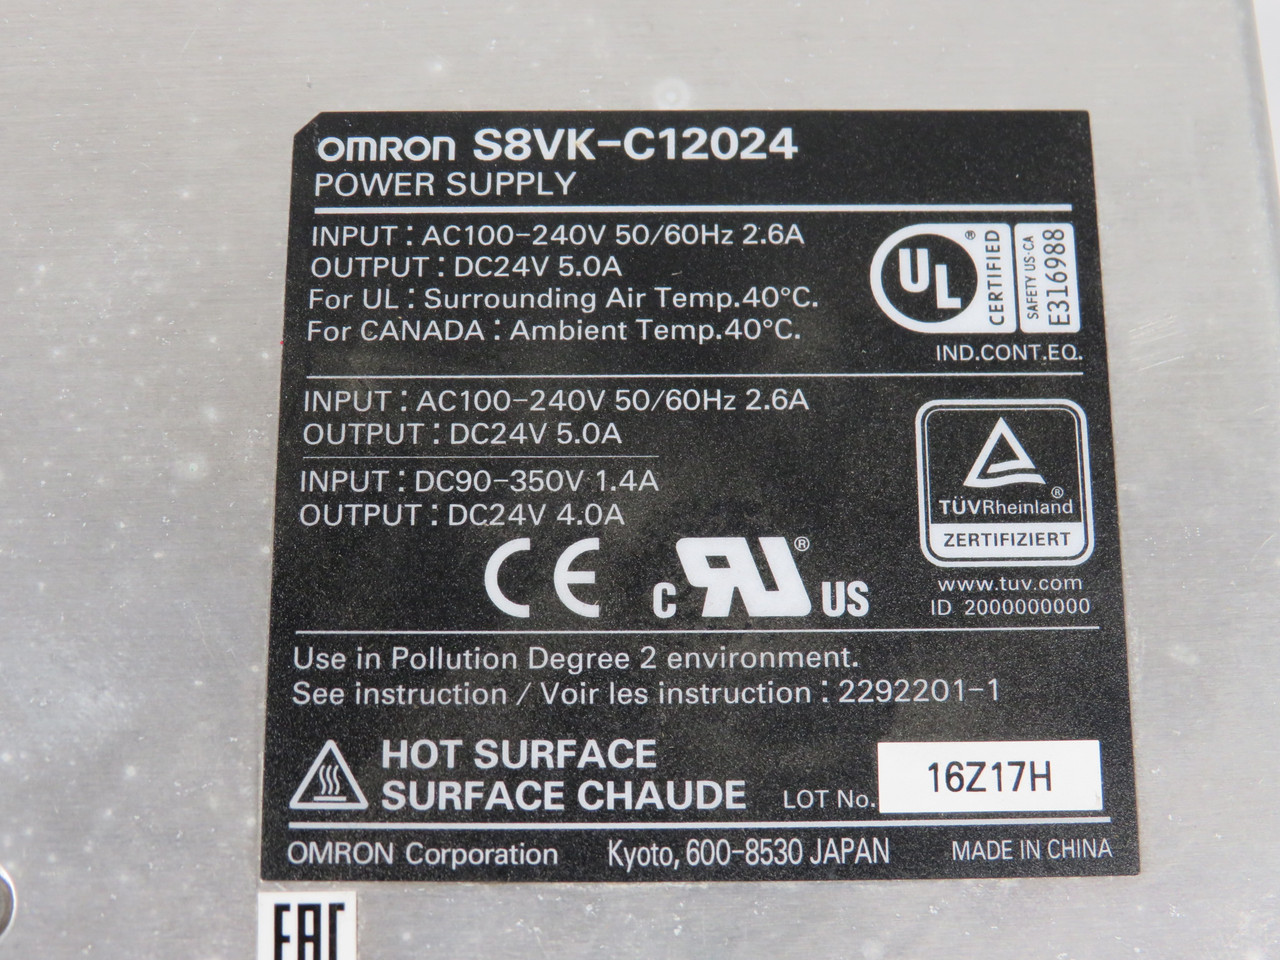 OMRON S8VK-C12024
POWER SUPPLY
INPUT : AC100-240V 50/60Hz 2.6A
OUTPUT : DC24V 5.0A
For UL : Surrounding Air Temp.40°C.
For CANADA : Ambient Temp.40°C.
UL® CERTIFIED
SAFETY US·CA
E316988
IND.CONT.EQ.
INPUT : AC100-240V 50/60Hz 2.6A
OUTPUT : DC24V 5.0A
INPUT : DC90-350V 1.4A
OUTPUT : DC24V 4.0A
TÜVRheinland®
ZERTIFIZIERT
www.tuv.com
ID 2000000000
CE c RU® US
Use in Pollution Degree 2 environment.
See instruction / Voir les instruction : 2292201-1
HOT SURFACE
SURFACE CHAUDE
LOT No. 16Z17H
OMRON Corporation Kyoto, 600-8530 JAPAN MADE IN CHINA
EAC